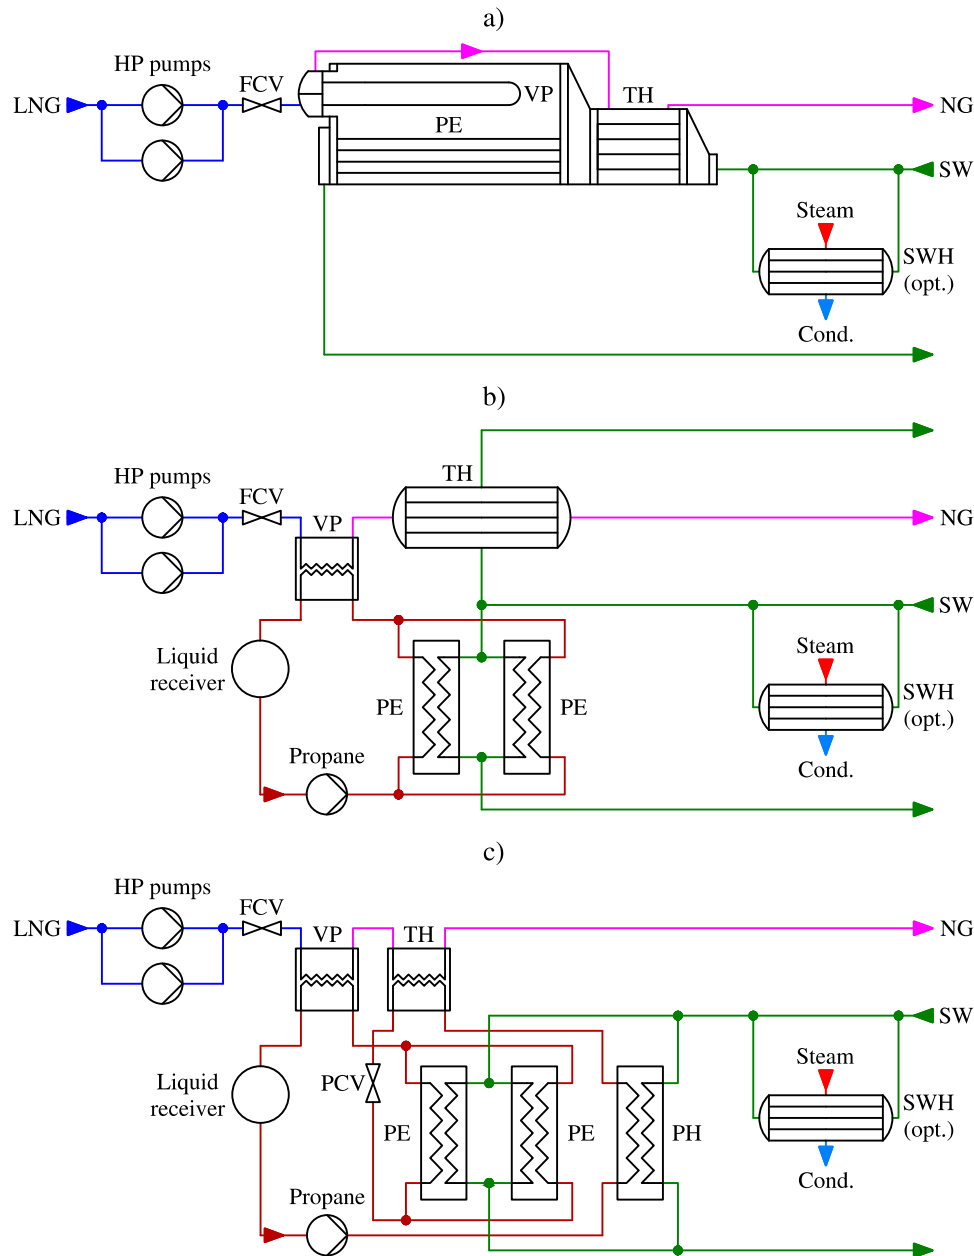 a)
HP pumps
FCV
LNG
VP
TH
NG
PE
SW
Steam
SWH
(opt.)
Cond.
b)
HP pumps
TH
FCV
LNG
VP
NG
SW
Liquid
receiver
Steam
SWH
(opt.)
PE
PE
Propane
Cond.
c)
HP pumps
FCV
LNG
VP
TH
NG
SW
Liquid
receiver
PCV
Steam
SWH
(opt.)
PE
PE
PH
Cond.
Propane